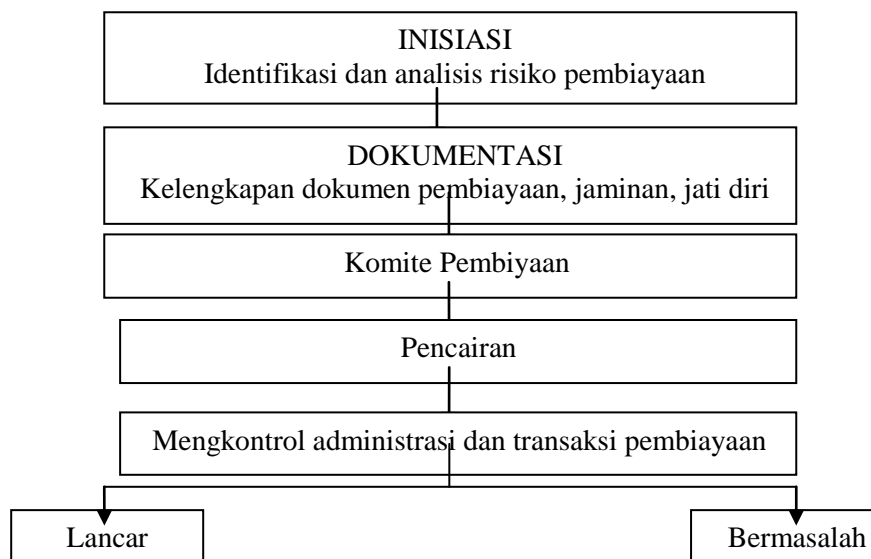 INISIASI
Identifikasi dan analisis risiko pembiayaan
DOKUMENTASI
Kelengkapan dokumen pembiayaan, jaminan, jati diri
Komite Pembiyaan
Pencairan
Mengkontrol administrasi dan transaksi pembiayaan
Lancar
Bermasalah